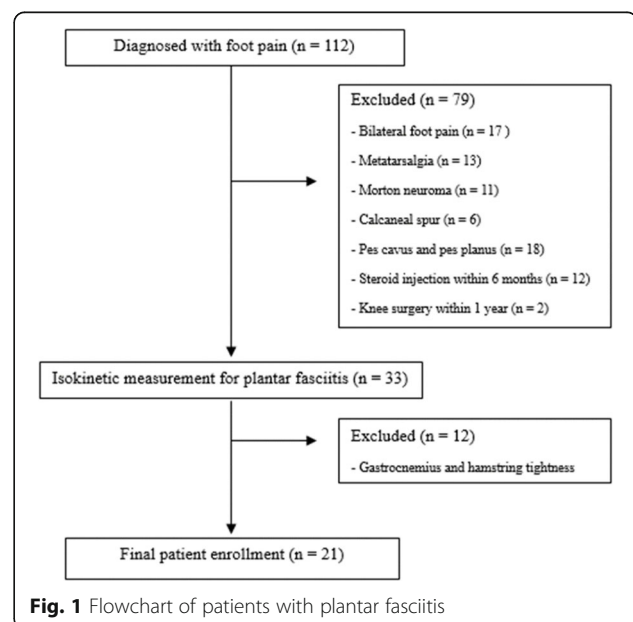 Diagnosed with foot pain (n = 112)
Excluded (n = 79)
- Bilateral foot pain (n = 17 )
- Metatarsalgia (n = 13)
- Morton neuroma (n = 11)
- Calcaneal spur (n = 6)
- Pes cavus and pes planus (n = 18)
- Steroid injection within 6 months (n = 12)
- Knee surgery within 1 year (n = 2)
Isokinetic measurement for plantar fasciitis (n = 33)
Excluded (n = 12)
- Gastrocnemius and hamstring tightness
Final patient enrollment (n = 21)
Fig. 1 Flowchart of patients with plantar fasciitis